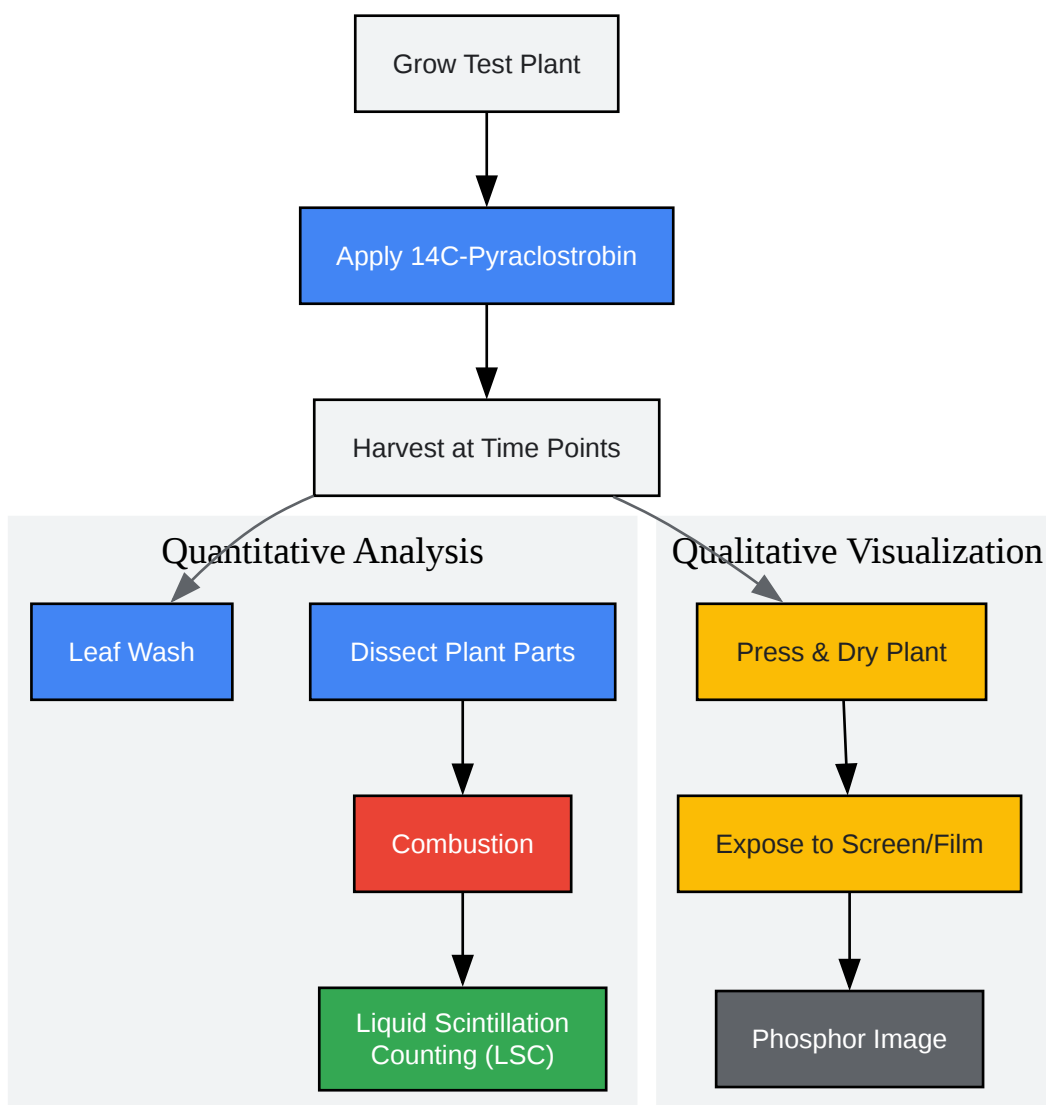 Grow Test Plant
Apply 14C-Pyraclostrobin
Harvest at Time Points
Quantitative Analysis
Qualitative Visualization
Leaf Wash
Dissect Plant Parts
Press & Dry Plant
Combustion
Expose to Screen/Film
Liquid Scintillation
Counting (LSC)
Phosphor Image